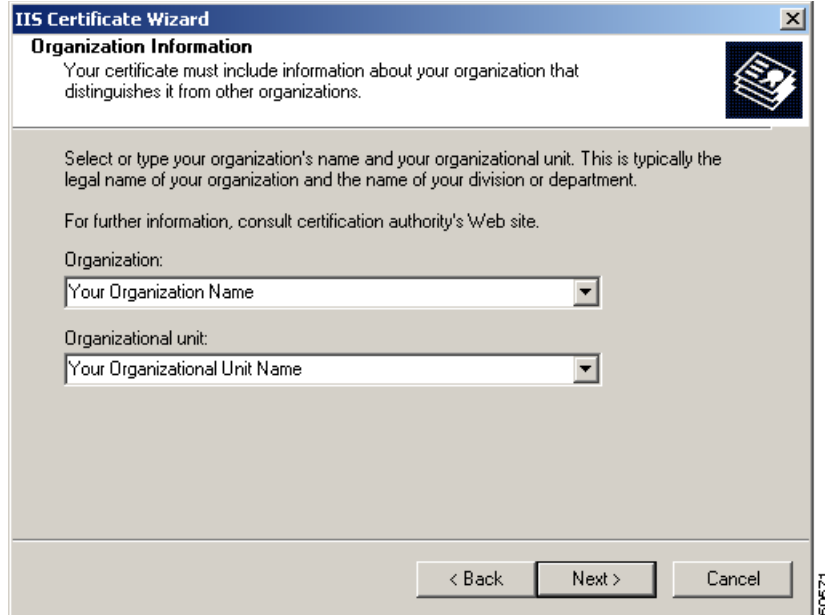 IIS Certificate Wizard
Organization Information
Your certificate must include information about your organization that
distinguishes it from other organizations.
Select or type your organization's name and your organizational unit. This is typically the
legal name of your organization and the name of your division or department.
For further information, consult certification authority's Web site.
Organization:
Your Organization Name
Organizational unit:
Your Organizational Unit Name
< Back
Next >
Cancel